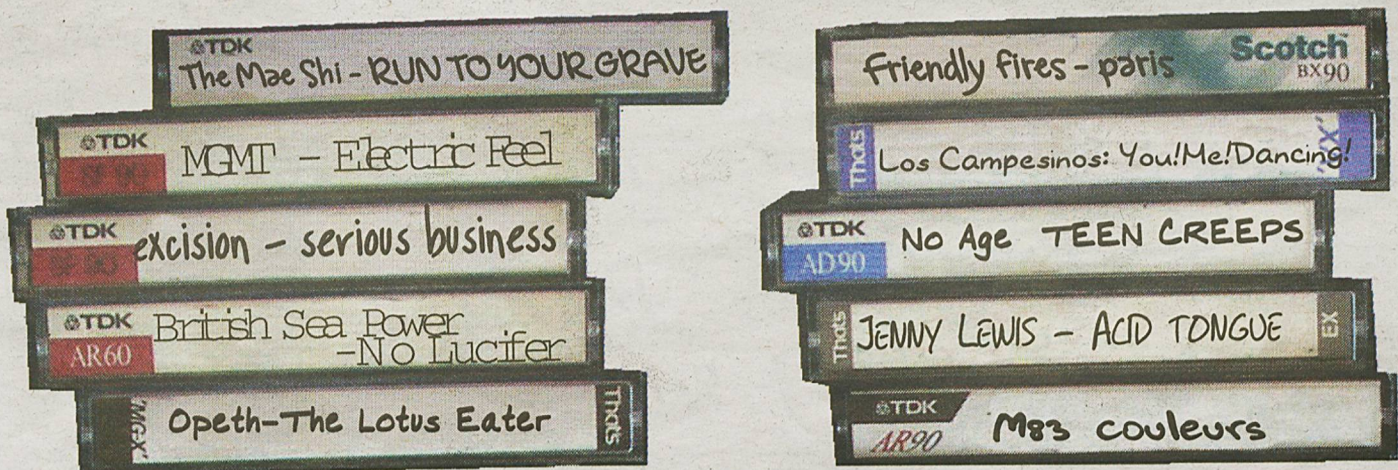 TDK
The Mae Shi - RUN TO YOUR GRAVE
TDK
MGMT - Electric Feel
TDK
excision - serious business
TDK
AR60
British Sea Power
-No Lucifer
'MG-X'
Opeth-The Lotus Eater
Thats
Friendly fires - paris
Scotch
BX90
Thats
Los Campesinos: You!Me!Dancing!
TDK
AD90
No Age TEEN CREEPS
Thats
JENNY LEWIS - ACID TONGUE
EX
TDK
AR90
M83 couleurs